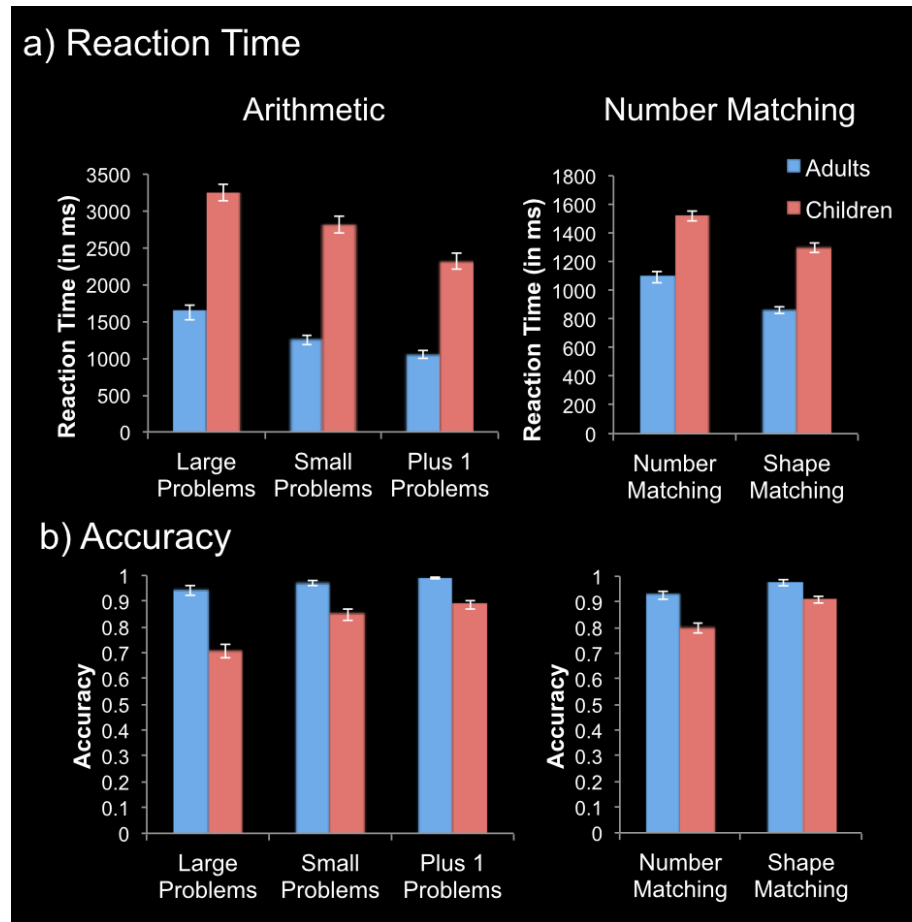 a) Reaction Time
Arithmetic
Number Matching
Reaction Time (in ms)
3500
3000
2500
2000
1500
1000
500
0
Large Problems
Small Problems
Plus 1 Problems
Reaction Time (in ms)
1800
1600
1400
1200
1000
800
600
400
200
0
Adults
Children
Number Matching
Shape Matching
b) Accuracy
Accuracy
1
0.9
0.8
0.7
0.6
0.5
0.4
0.3
0.2
0.1
0
Large Problems
Small Problems
Plus 1 Problems
Accuracy
1
0.9
0.8
0.7
0.6
0.5
0.4
0.3
0.2
0.1
0
Number Matching
Shape Matching